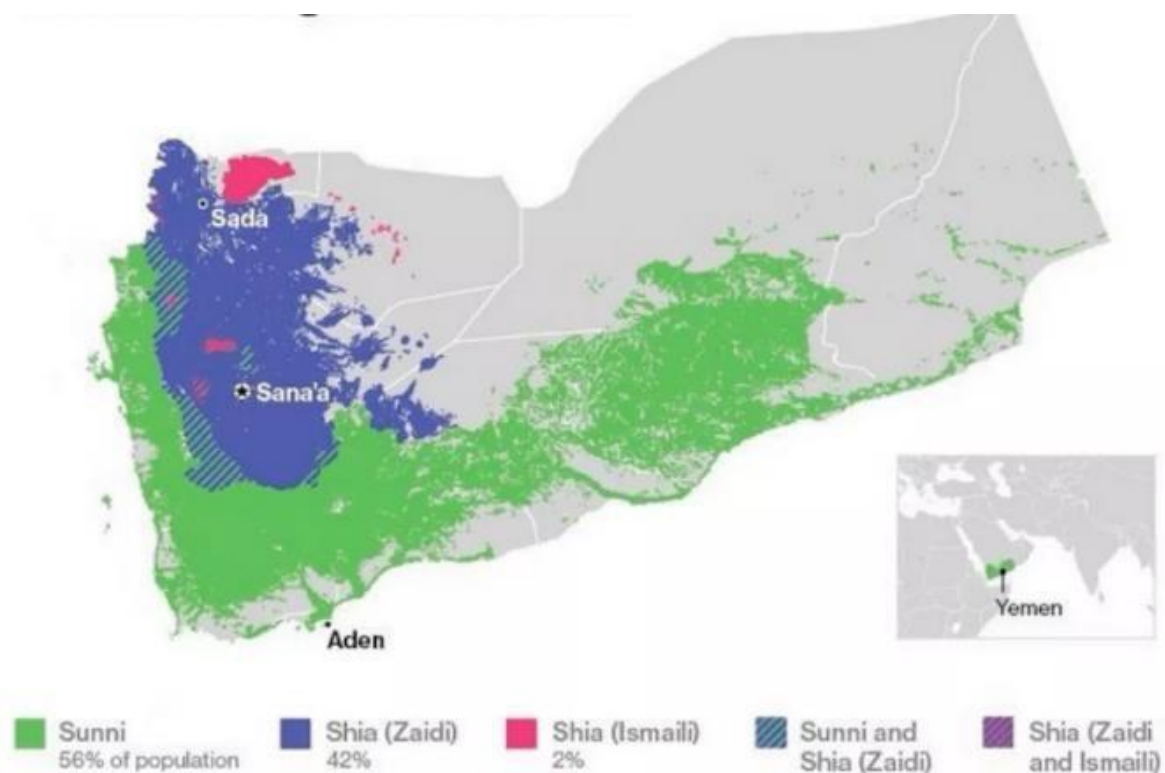 Sada
Sana'a
Aden
Yemen
Sunni
56% of population
Shia (Zaidi)
42%
Shia (Ismaili)
2%
Sunni and
Shia (Zaidi)
Shia (Zaidi
and Ismaili)